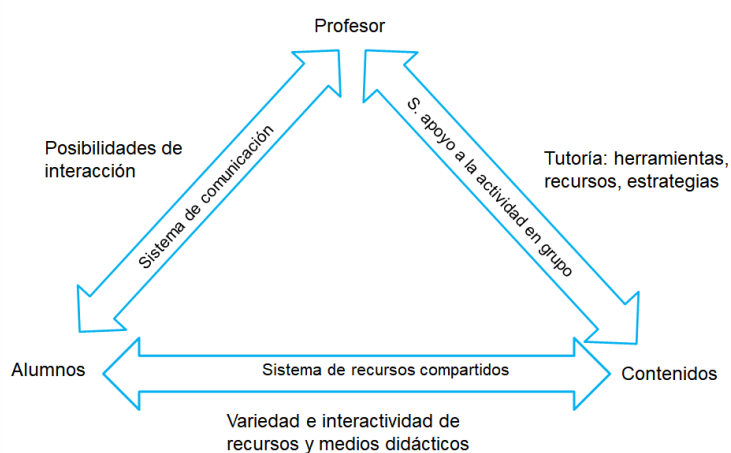 Profesor
Posibilidades de
interacción
Sistema de comunicación
S. apoyo a la actividad en grupo
Tutoría: herramientas,
recursos, estrategias
Alumnos
Sistema de recursos compartidos
Contenidos
Variedad e interactividad de
recursos y medios didácticos